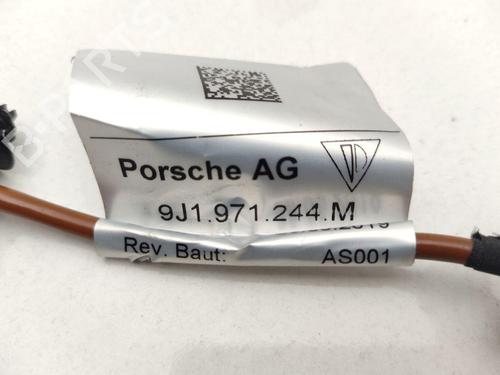 Porsche AG
9J1.971.244.M
Rev. Baut: AS001